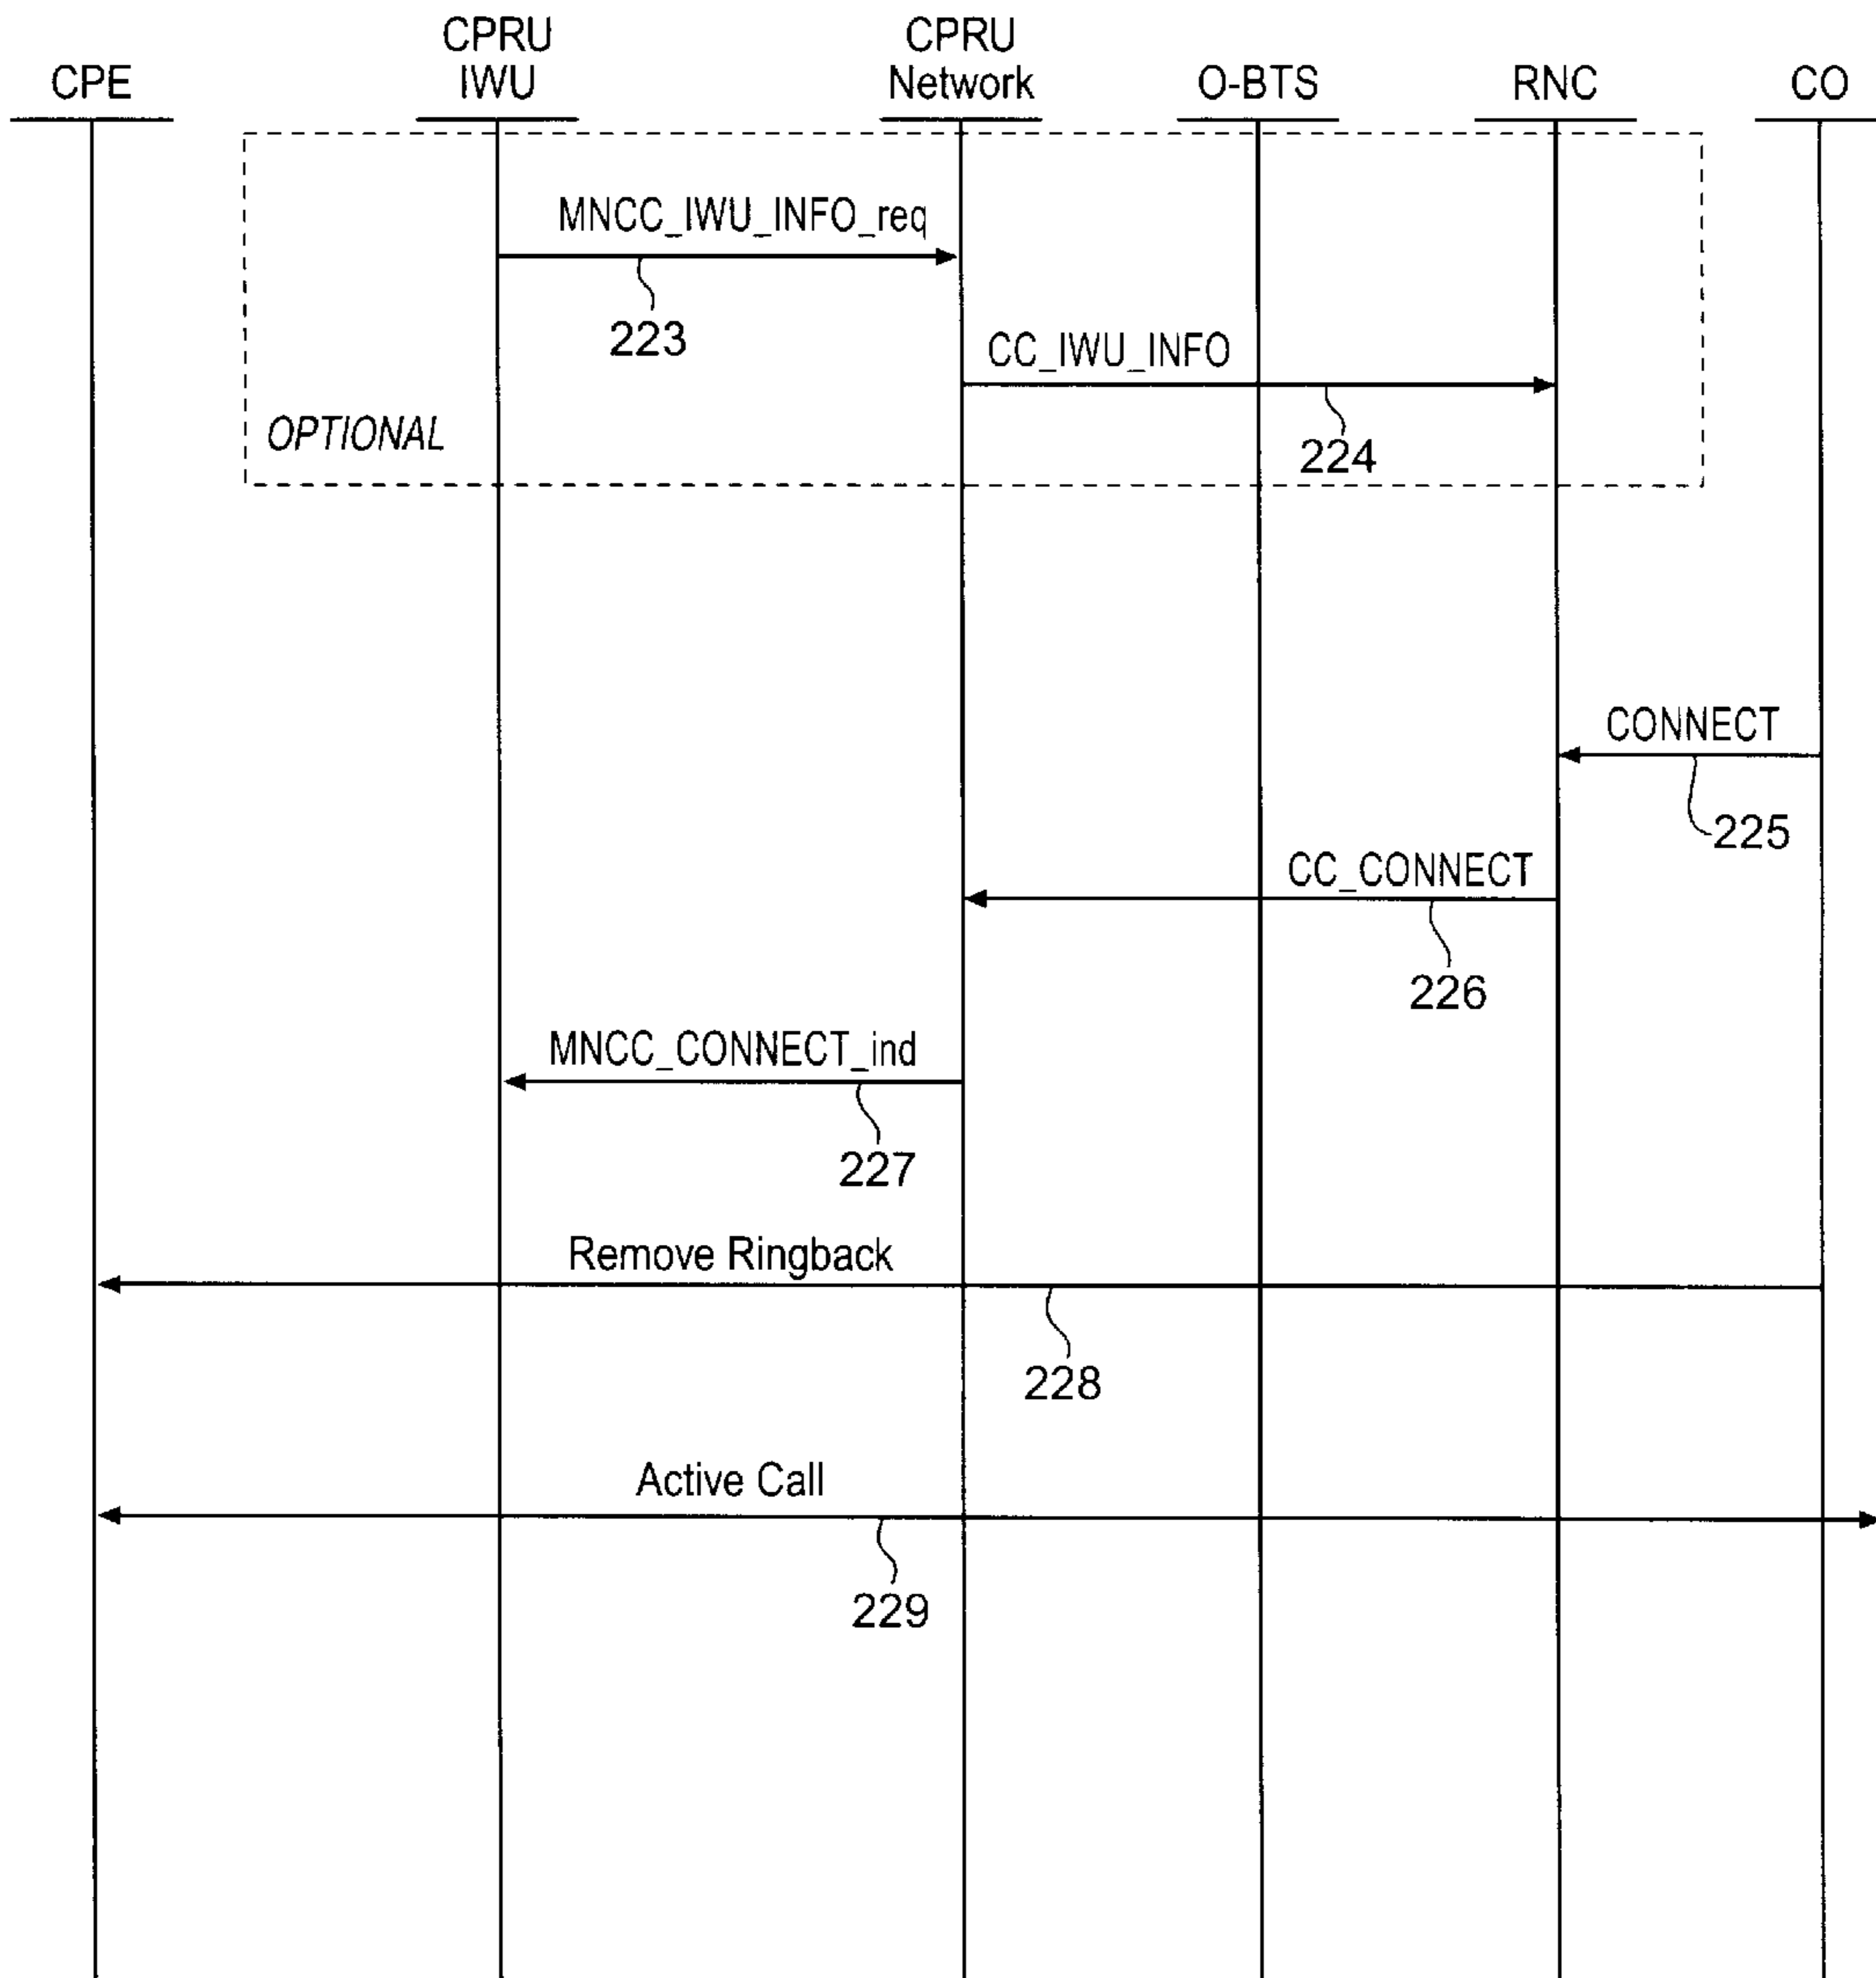 CPE
CPRU
IWU
CPRU
Network
O-BTS
RNC
CO
MNCC_IWU_INFO_req
223
CC_IWU_INFO
224
OPTIONAL
CONNECT
225
CC_CONNECT
226
MNCC_CONNECT_ind
227
Remove Ringback
228
Active Call
229